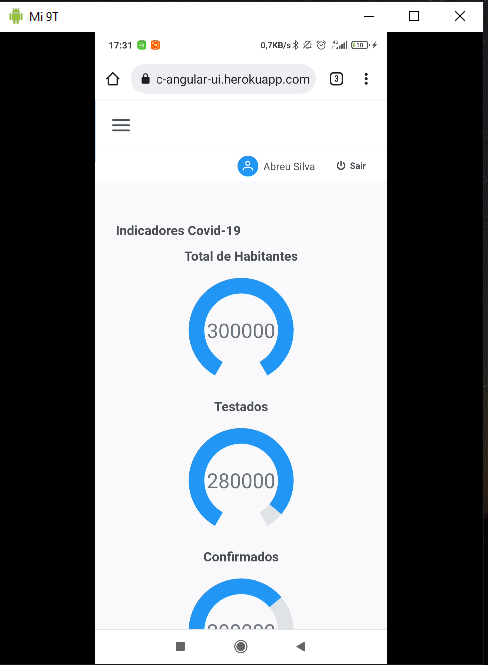 Mi 9T
17:31
0,7KB/s
10
c-angular-ui.herokuapp.com
3
Abreu Silva
Sair
Indicadores Covid-19
Total de Habitantes
300000
Testados
280000
Confirmados